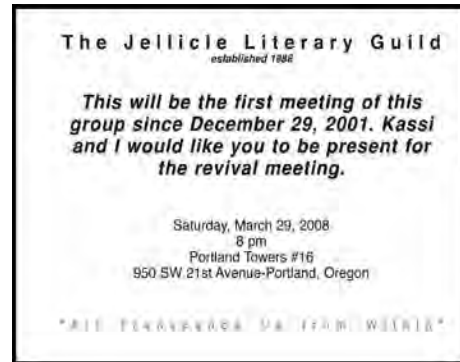 The Jellicle Literary Guild
established 1986
This will be the first meeting of this
group since December 29, 2001. Kassi
and I would like you to be present for
the revival meeting.
Saturday, March 29, 2008
8 pm
Portland Towers #16
950 SW 21st Avenue-Portland, Oregon
from Within"